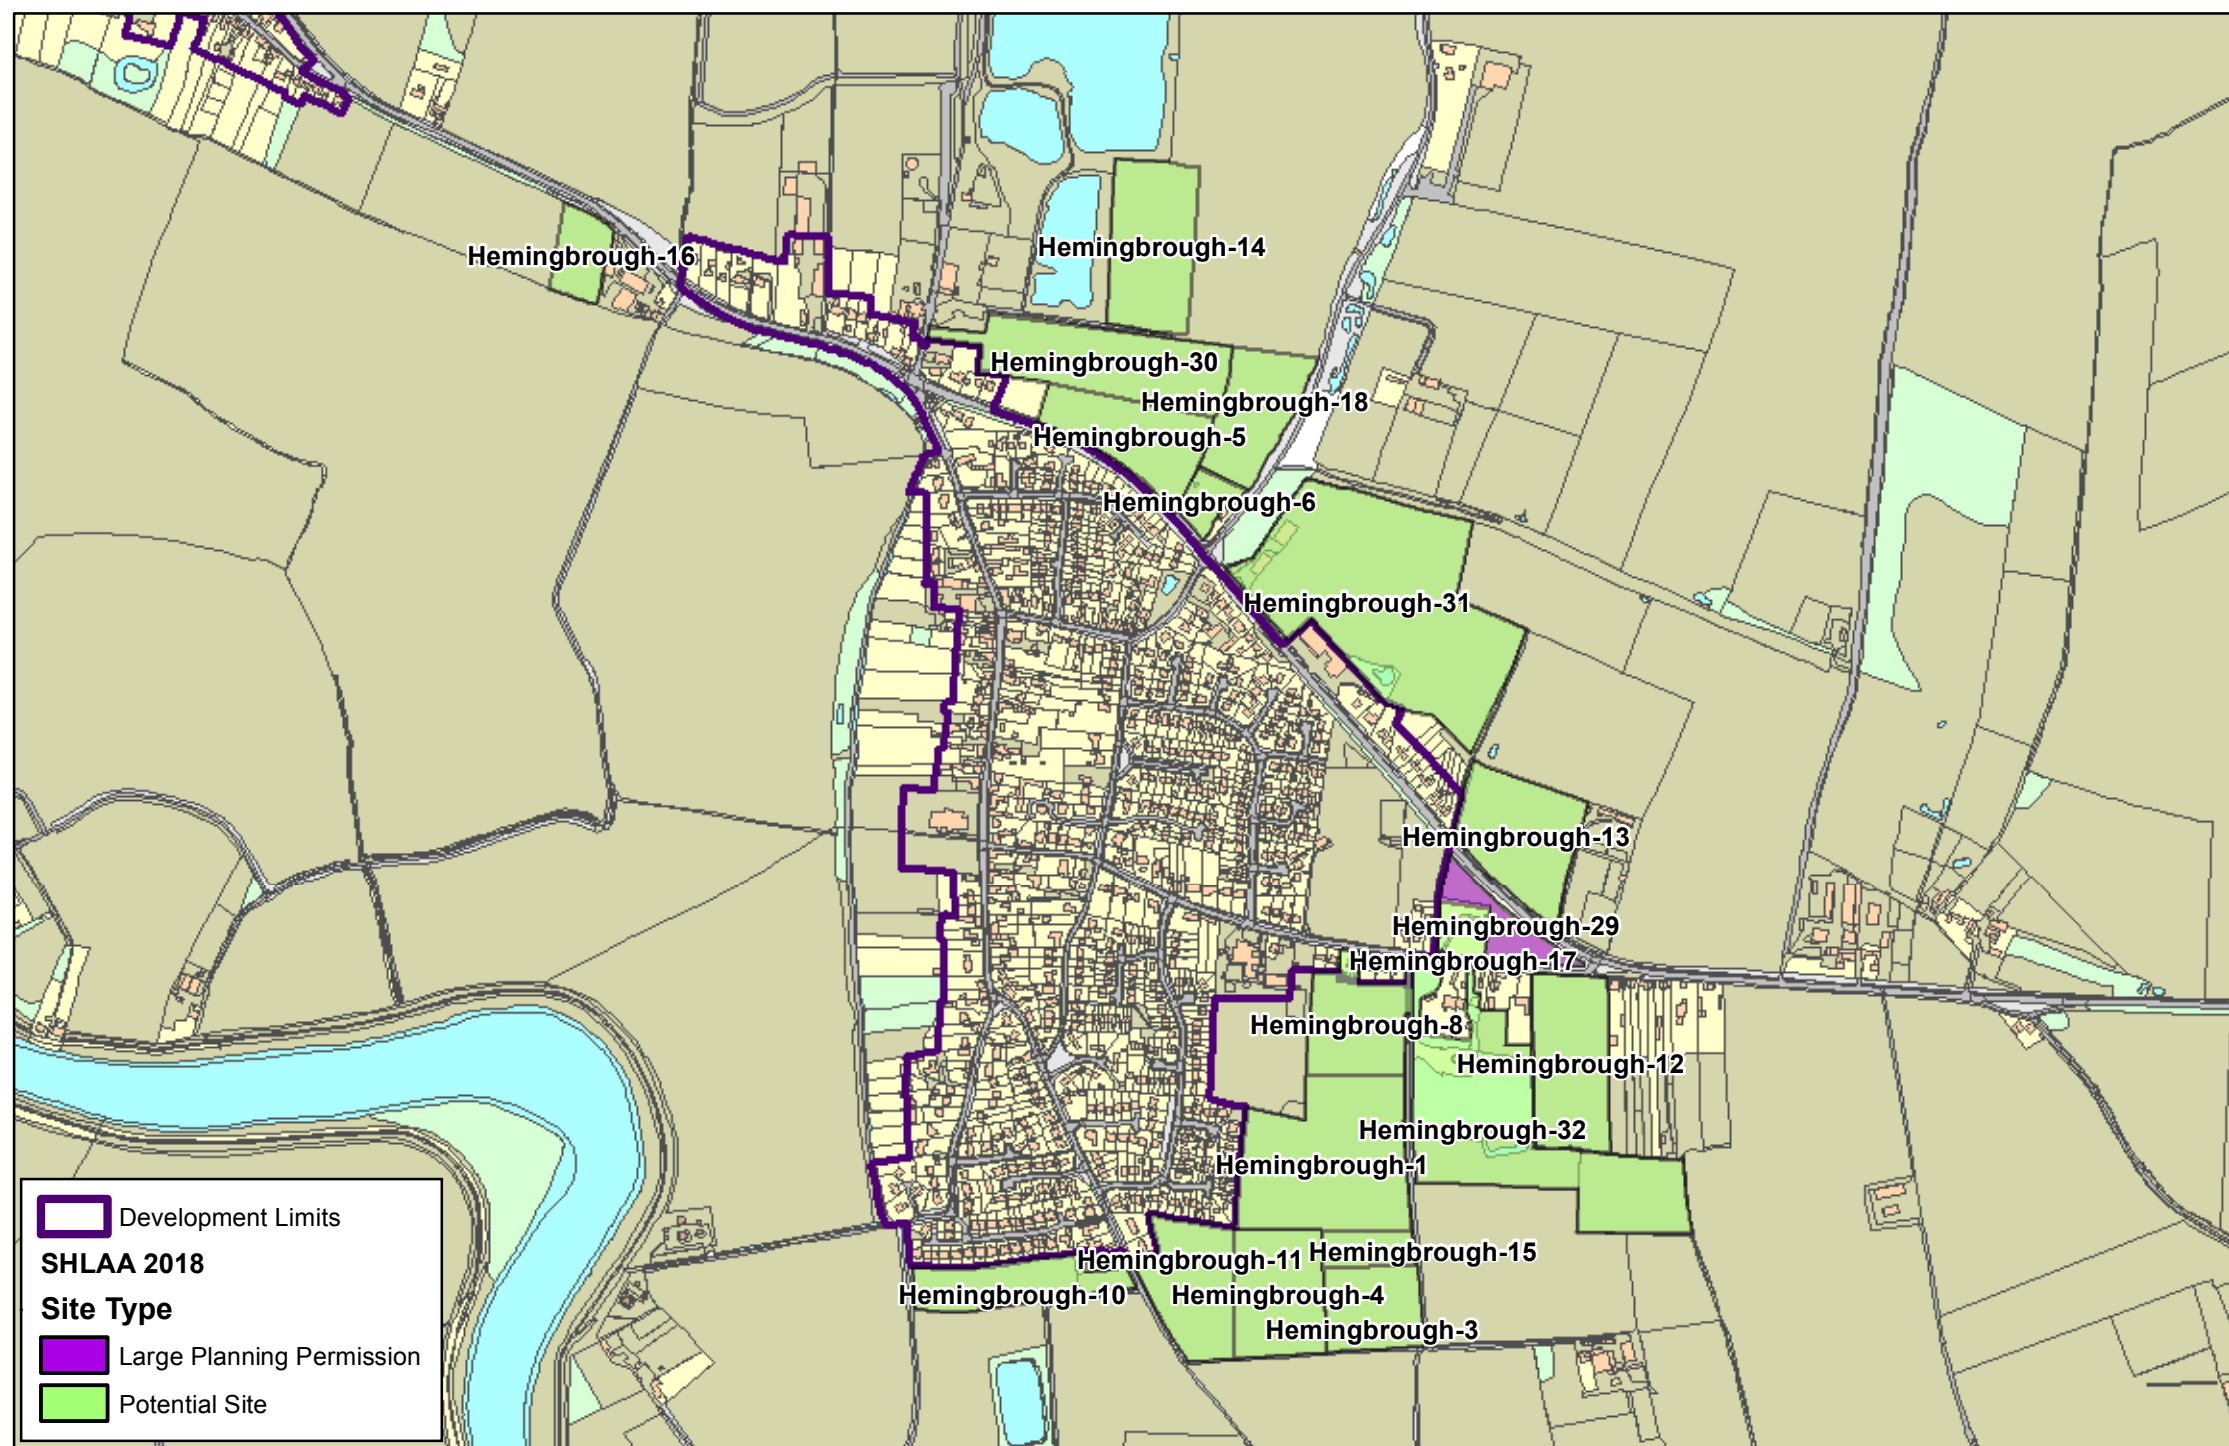 Hemingbrough-14
Hemingbrough-16
Hemingbrough-30
Hemingbrough-18
Hemingbrough-5
Hemingbrough-6
Hemingbrough-31
Hemingbrough-13
Hemingbrough-29
Hemingbrough-17
Hemingbrough-8
Hemingbrough-12
Hemingbrough-32
Hemingbrough-1
Hemingbrough-15
Hemingbrough-11
Hemingbrough-10
Hemingbrough-4
Hemingbrough-3
Development Limits
SHLAA 2018
Site Type
Large Planning Permission
Potential Site